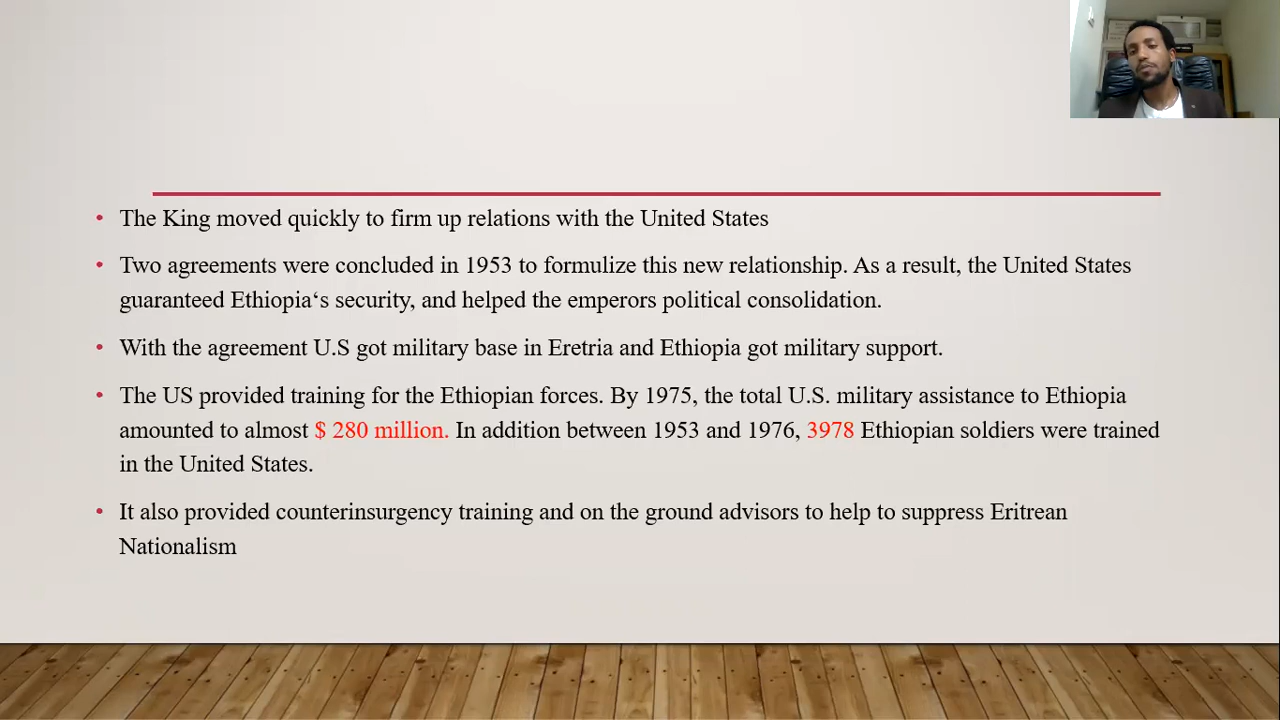 • The King moved quickly to firm up relations with the United States
• Two agreements were concluded in 1953 to formulize this new relationship. As a result, the United States
guaranteed Ethiopia‘s security, and helped the emperors political consolidation.
• With the agreement U.S got military base in Eretria and Ethiopia got military support.
• The US provided training for the Ethiopian forces. By 1975, the total U.S. military assistance to Ethiopia
amounted to almost $ 280 million. In addition between 1953 and 1976, 3978 Ethiopian soldiers were trained
in the United States.
• It also provided counterinsurgency training and on the ground advisors to help to suppress Eritrean
Nationalism